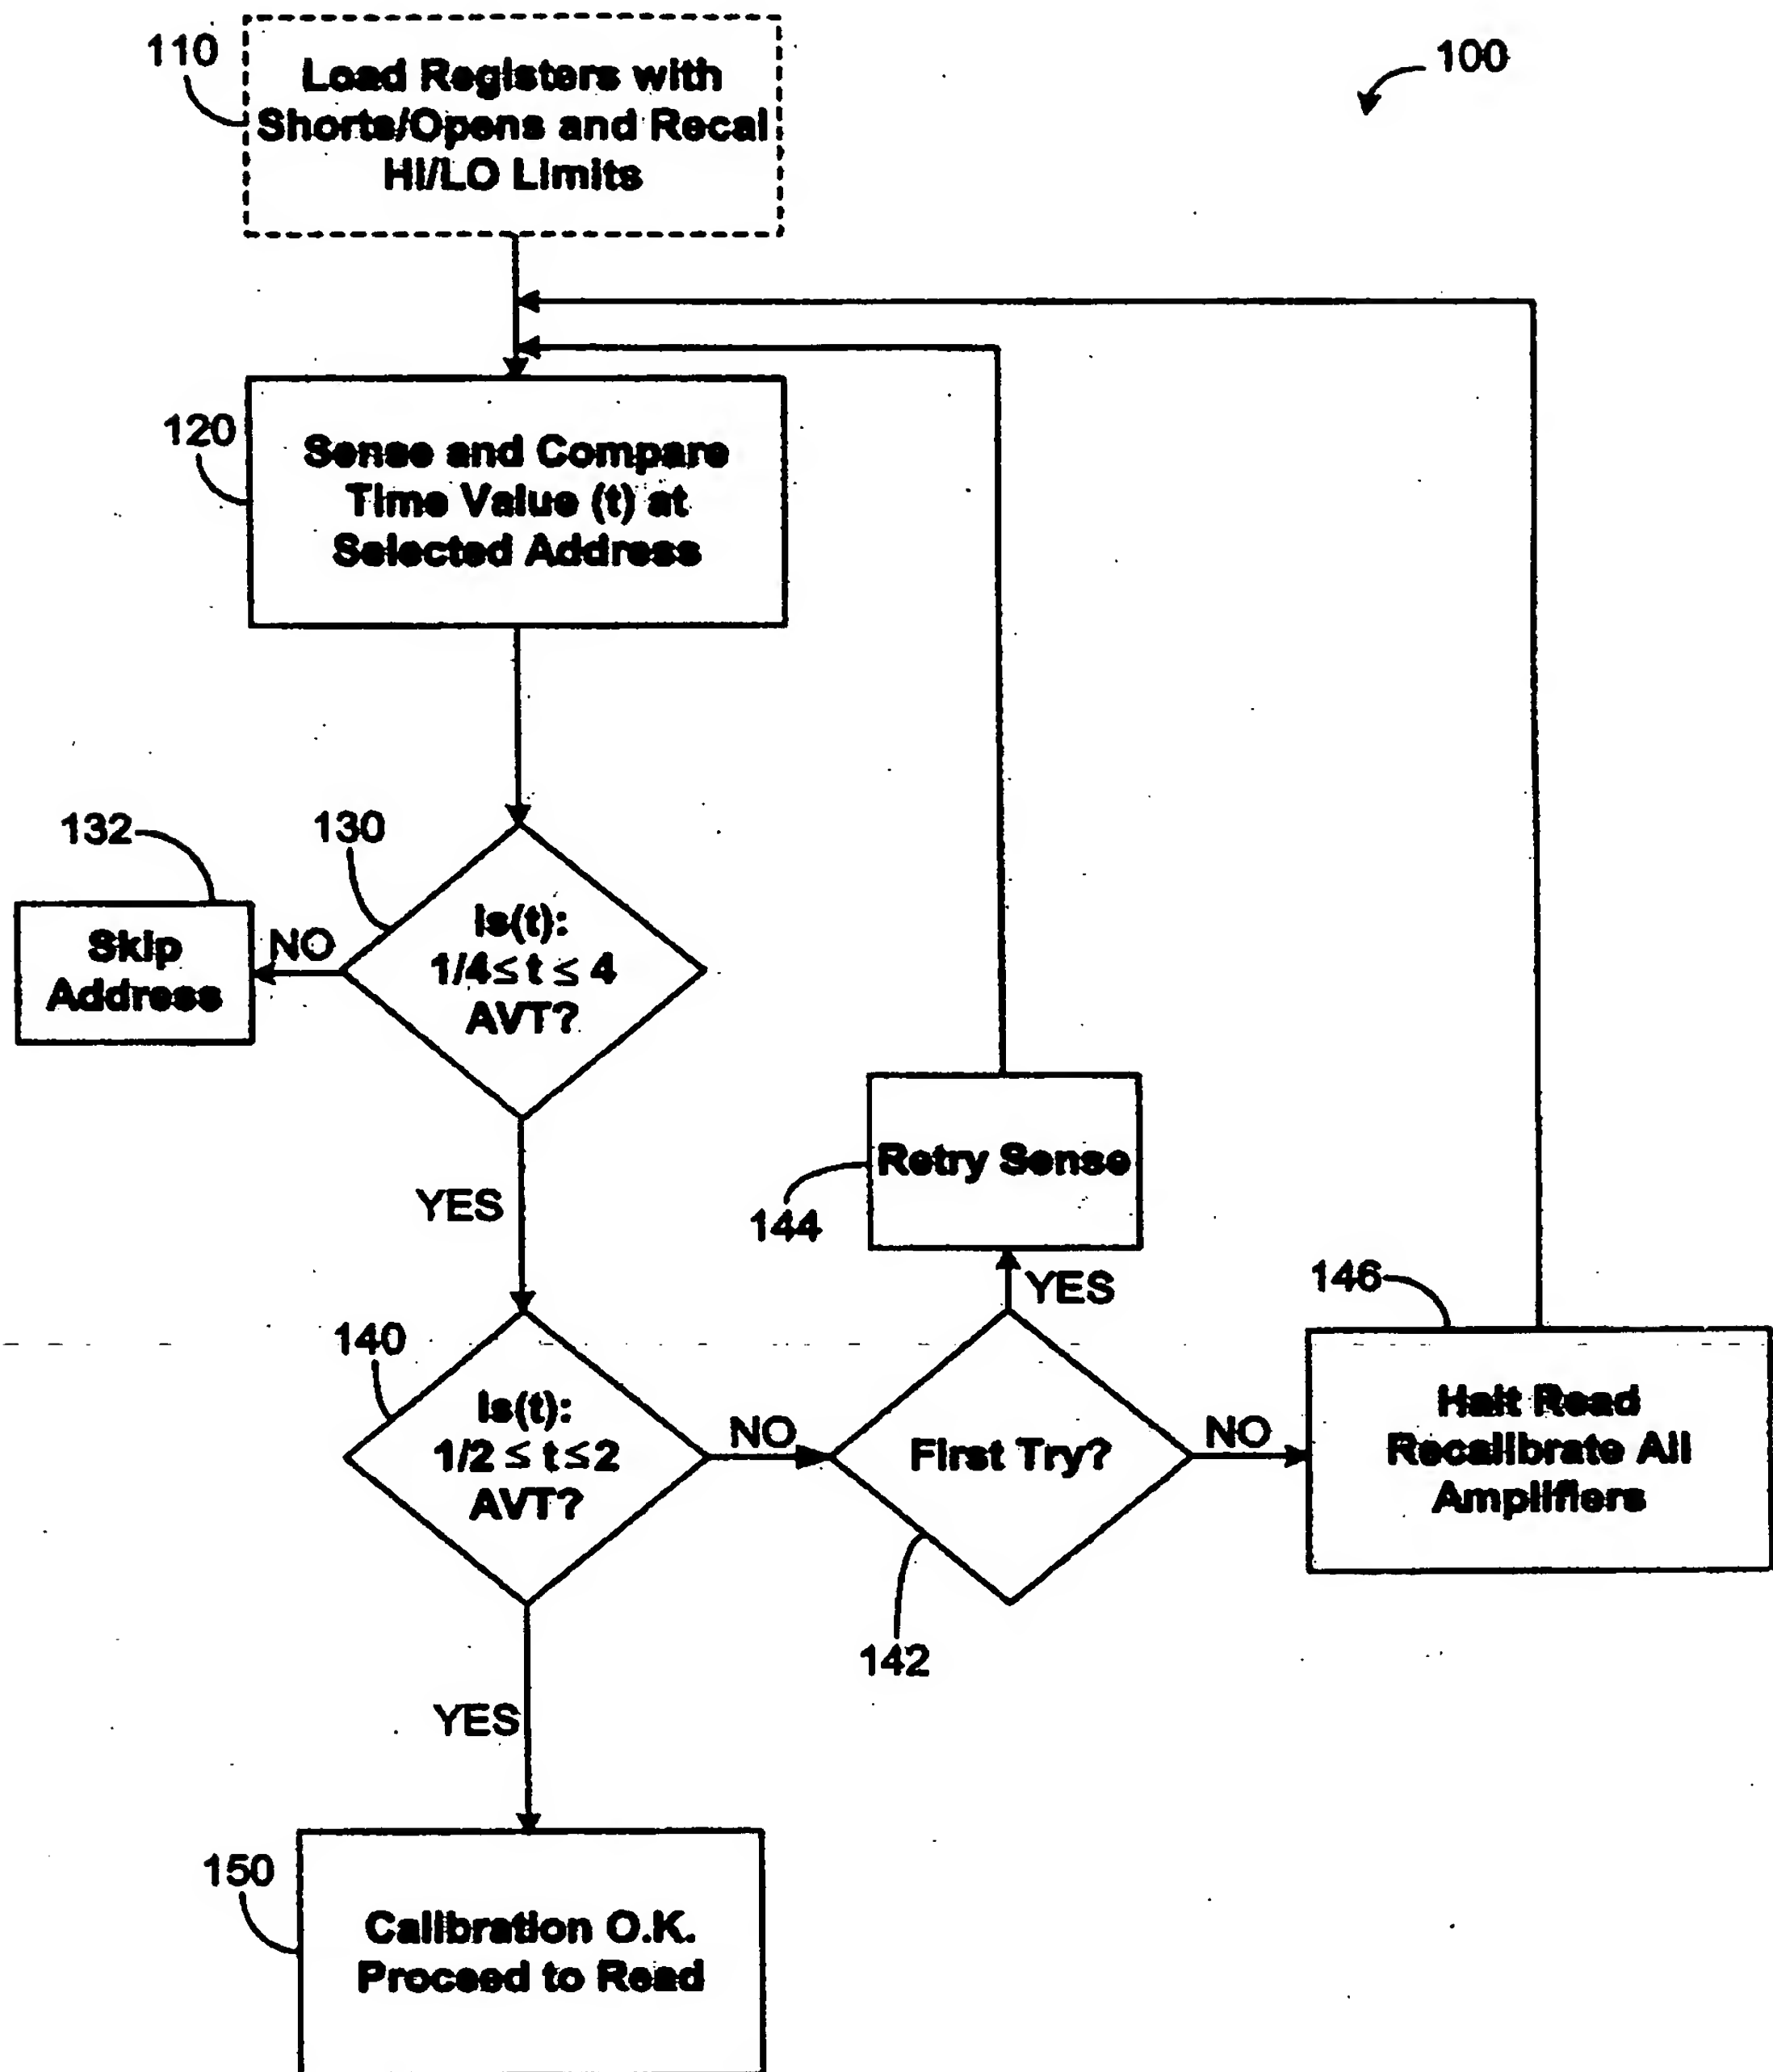 110
Load Registers with
Shorts/Opens and Recal
HI/LO Limits
100
120
Sense and Compare
Time Value (t) at
Selected Address
132
130
Skip
Address
NO
Is(t):
1/4 ≤ t ≤ 4
AVT?
YES
144
Retry Sense
YES
146
140
Is(t):
1/2 ≤ t ≤ 2
AVT?
NO
First Try?
NO
Halt Read
Recalibrate All
Amplifiers
142
YES
150
Calibration O.K.
Proceed to Read